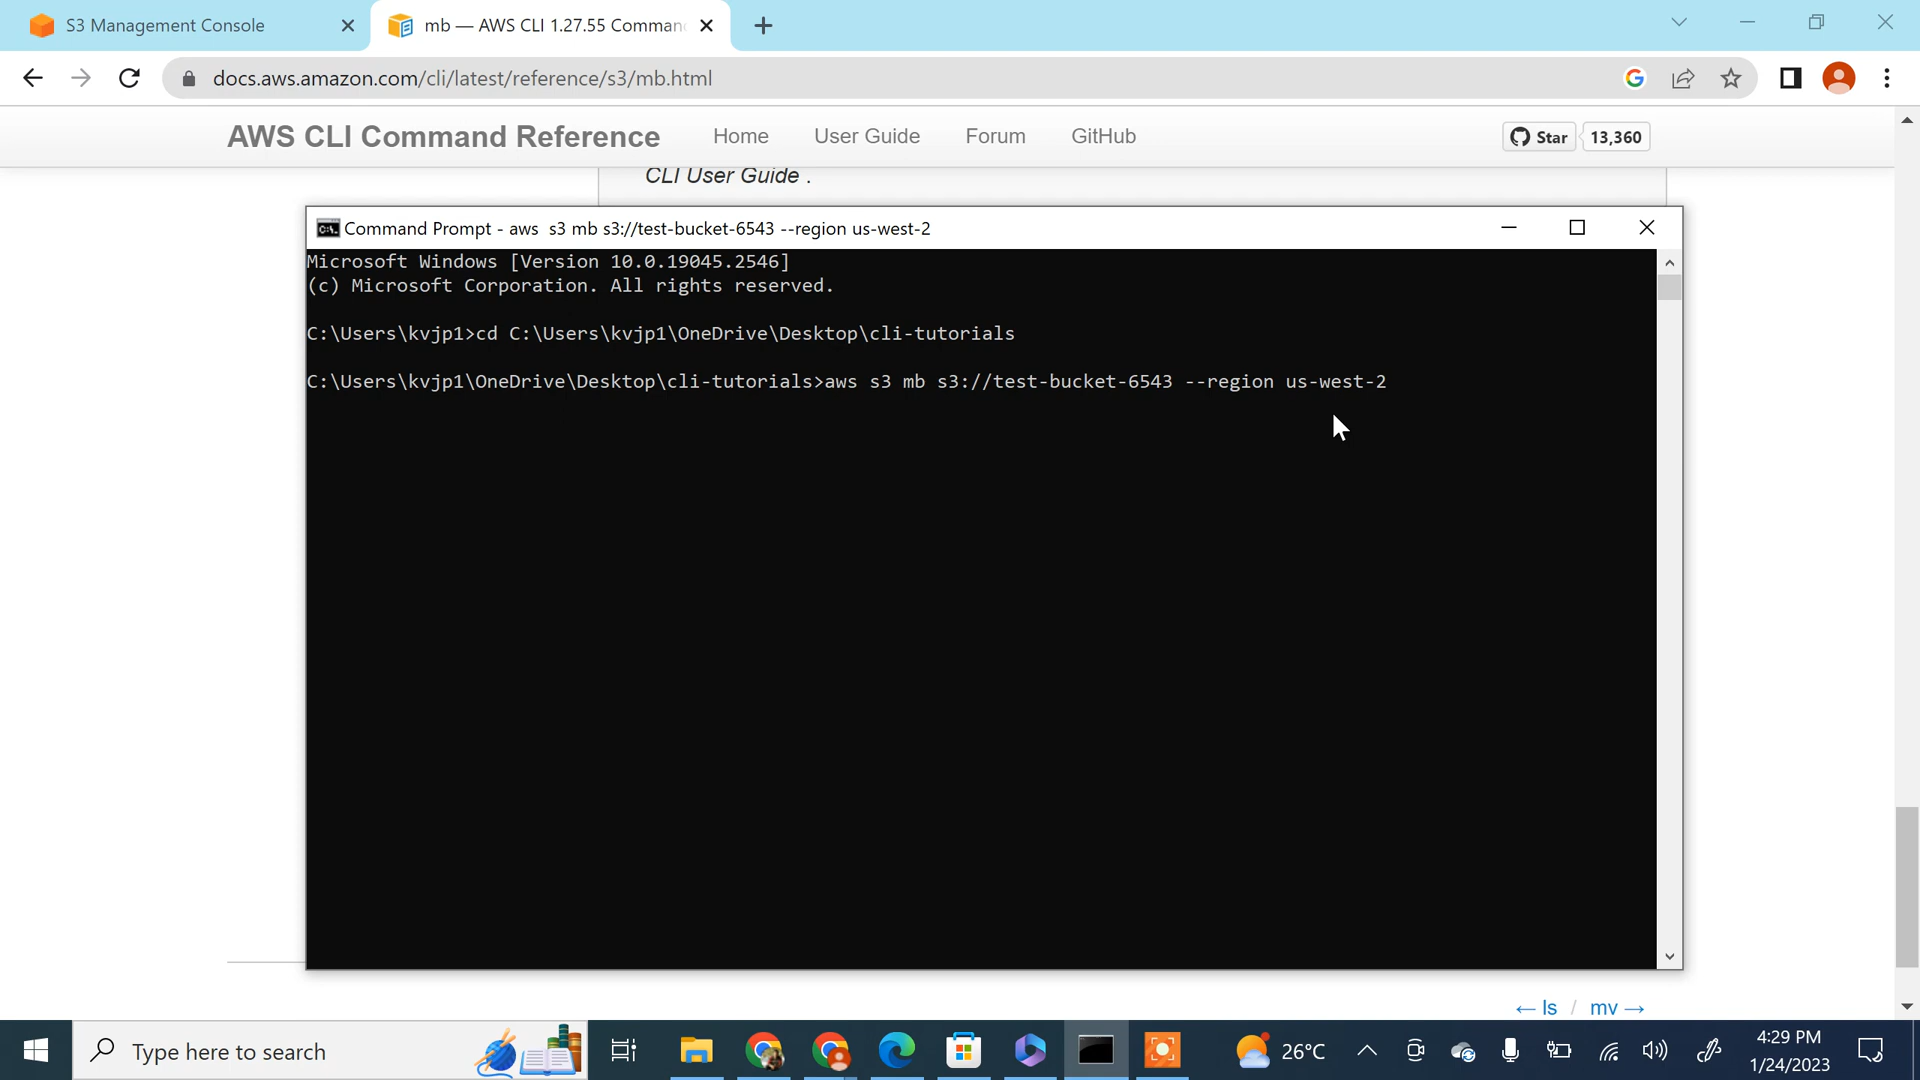 S3 Management Console
mb — AWS CLI 1.27.55 Comman
docs.aws.amazon.com/cli/latest/reference/s3/mb.html
AWS CLI Command Reference
Home
User Guide
Forum
GitHub
Star
13,360
CLI User Guide .
Command Prompt - aws  s3 mb s3://test-bucket-6543 --region us-west-2
Microsoft Windows [Version 10.0.19045.2546]
(c) Microsoft Corporation. All rights reserved.
C:\Users\kvjp1>cd C:\Users\kvjp1\OneDrive\Desktop\cli-tutorials
C:\Users\kvjp1\OneDrive\Desktop\cli-tutorials>aws s3 mb s3://test-bucket-6543 --region us-west-2
← ls / mv →
Type here to search
26°C
4:29 PM
1/24/2023